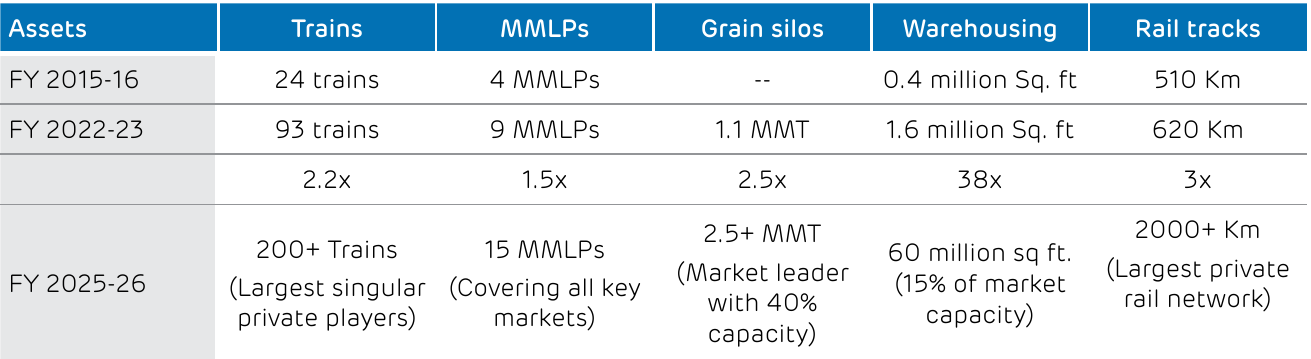 Assets Trains MMLPs Grain silos Warehousing Rail tracks
FY 2015-16 24 trains 4 MMLPs -- 0.4 million Sq. ft 510 Km
FY 2022-23 93 trains 9 MMLPs 1.1 MMT 1.6 million Sq. ft 620 Km
2.2x 1.5x 2.5x 38x 3x
FY 2025-26
200+ Trains
(Largest singular
private players)
15 MMLPs
(Covering all key
markets)
2.5+ MMT
(Market leader
with 40%
capacity)
60 million sq ft.
(15% of market
capacity)
2000+ Km
(Largest private
rail network)